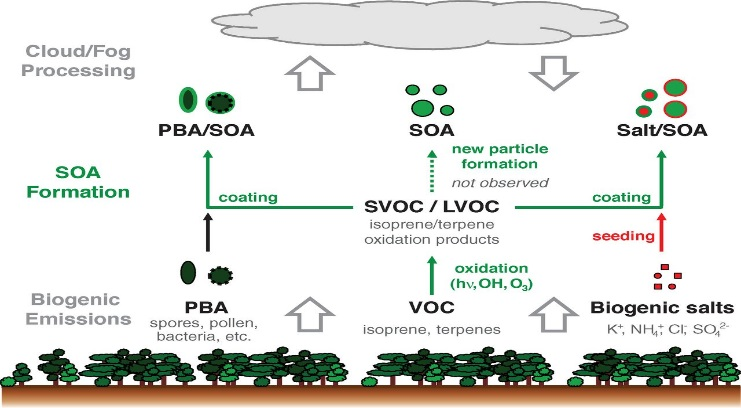 Cloud/Fog
Processing
PBA/SOA
SOA
Salt/SOA
new particle
formation
not observed
SOA
Formation
coating
coating
SVOC / LVOC
isoprene/terpene
oxidation products
seeding
oxidation
(hν, OH, O₃)
Biogenic
Emissions
PBA
spores, pollen,
bacteria, etc.
VOC
isoprene, terpenes
Biogenic salts
K⁺, NH₄⁺, Cl⁻, SO₄²⁻